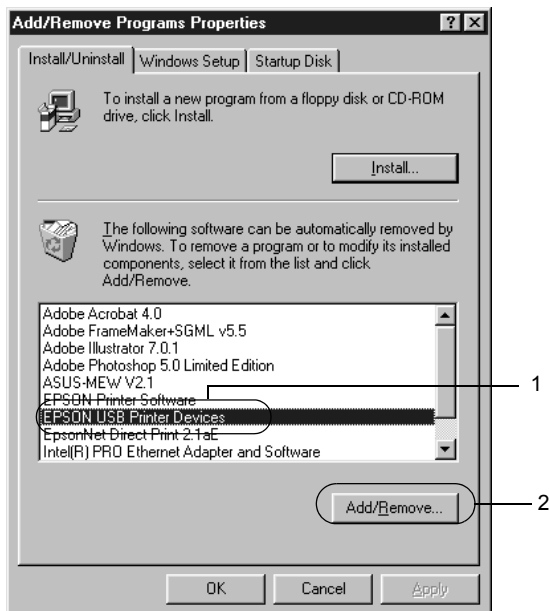 Add/Remove Programs Properties
? X
Install/Uninstall Windows Setup Startup Disk
To install a new program from a floppy disk or CD-ROM
drive, click Install.
Install...
The following software can be automatically removed by
Windows. To remove a program or to modify its installed
components, select it from the list and click
Add/Remove.
Adobe Acrobat 4.0
Adobe FrameMaker+SGML v5.5
Adobe Illustrator 7.0.1
Adobe Photoshop 5.0 Limited Edition
ASUS-MEW V2.1
EPSON Printer Software
EPSON USB Printer Devices
EpsonNet Direct Print 2.1aE
Intel(R) PRO Ethernet Adapter and Software
1
Add/Remove...
2
OK Cancel Apply